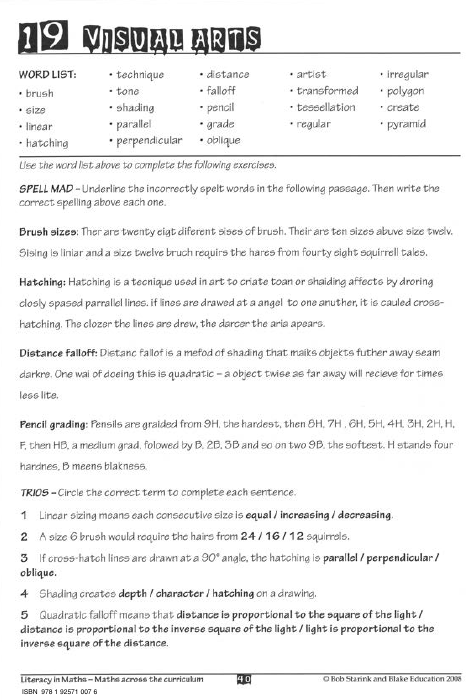 19 VISUAL ARTS
WORD LIST:
• brush
• size
• linear
• hatching
• technique
• tone
• shading
• parallel
• perpendicular
• distance
• falloff
• pencil
• grade
• oblique
• artist
• transformed
• tessellation
• regular
• irregular
• polygon
• create
• pyramid
Use the word list above to complete the following exercises.
SPELL MAD – Underline the incorrectly spelt words in the following passage. Then write the
correct spelling above each one.
Brush sizes: Ther are twenty eigt diferent sises of brush. Their are ten sizes abuve size twelv.
Sising is liniar and a size twelve bruch requirs the hares from fourty eight squirrell tales.
Hatching: Hatching is a tecnique used in art to criate toan or shaiding affects by droring
closly spased parralel lines. if lines are drawed at a angel to one anuther, it is cauled cross-
hatching. The clozer the lines are drew, the darcer the aria apears.
Distance falloff: Distanc fallof is a mefod of shading that maiks objekts futher away seam
darkrs. One wai of doeing this is quadratic – a object twise as far away will recieve for times
less lite.
Pencil grading: Pensils are graided from 9H, the hardest, then 8H, 7H , 6H, 5H, 4H, 3H, 2H, H,
F, then HB, a medium grad, folowed by B, 2B, 3B and so on two 9B, the softest. H stands four
hardnes, B meens blakness.
TRIOS – Circle the correct term to complete each sentence.
1 Linear sizing means each consecutive size is equal / increasing / decreasing.
2 A size 6 brush would require the hairs from 24 / 16 / 12 squirrels.
3 If cross-hatch lines are drawn at a 90° angle, the hatching is parallel / perpendicular /
oblique.
4 Shading creates depth / character / hatching on a drawing.
5 Quadratic falloff means that distance is proportional to the square of the light /
distance is proportional to the inverse square of the light / light is proportional to the
inverse square of the distance.
Literacy in Maths – Maths across the curriculum 40 © Bob Starink and Blake Education 2008
ISBN 978 1 92571 007 6